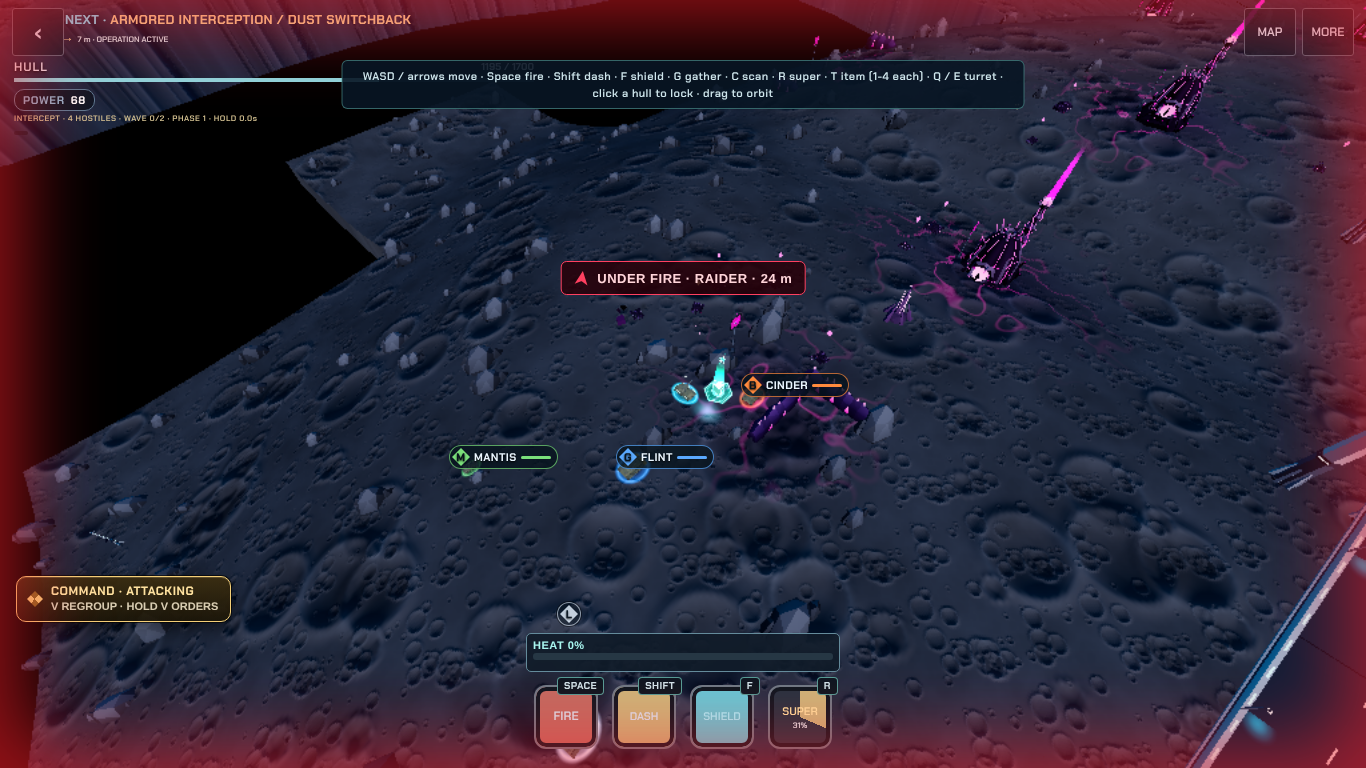 NEXT · ARMORED INTERCEPTION / DUST SWITCHBACK
→ 7 m · OPERATION ACTIVE
MAP
MORE
HULL
1195 / 1700
WASD / arrows move · Space fire · Shift dash · F shield · G gather · C scan · R super · T item (1-4 each) · Q / E turret ·
click a hull to lock · drag to orbit
POWER 68
INTERCEPT · 4 HOSTILES · WAVE 0/2 · PHASE 1 · HOLD 0.0s
UNDER FIRE · RAIDER · 24 m
CINDER
M MANTIS
G FLINT
COMMAND · ATTACKING
V REGROUP · HOLD V ORDERS
L
HEAT 0%
SPACE
SHIFT
F
R
FIRE
DASH
SHIELD
SUPER
31%